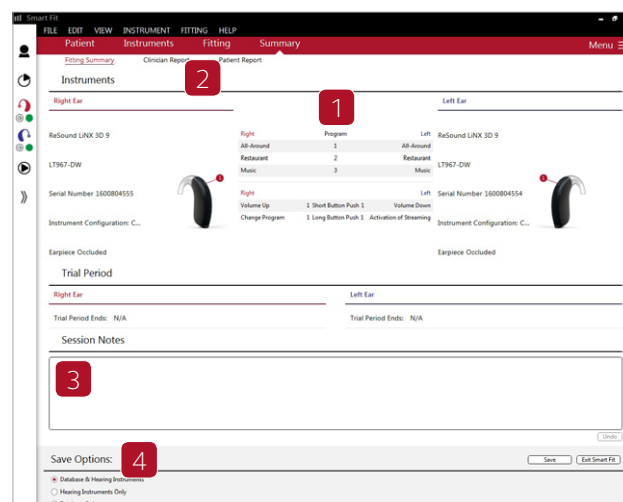 Smart Fit
FILE EDIT VIEW INSTRUMENT FITTING HELP
Patient Instruments Fitting Summary Menu
Fitting Summary Clinician Report Patient Report
2
Instruments
1
Right Ear Left Ear
Right Program Left
ReSound LiNX 3D 9 ReSound LiNX 3D 9
All-Around 1 All-Around
Restaurant 2 Restaurant
LT967-DW LT967-DW
Music 3 Music
1 1
Serial Number 1600804555 Right Left Serial Number 1600804554
Volume Up 1 Short Button Push 1 Volume Down
Change Program 1 Long Button Push 1 Activation of Streaming
Instrument Configuration: C... Instrument Configuration: C...
Earpiece Occluded Earpiece Occluded
Trial Period
Right Ear Left Ear
Trial Period Ends: N/A Trial Period Ends: N/A
Session Notes
3
Undo
Save Options: 4 Save Exit Smart Fit
Database & Hearing Instruments
Hearing Instruments Only